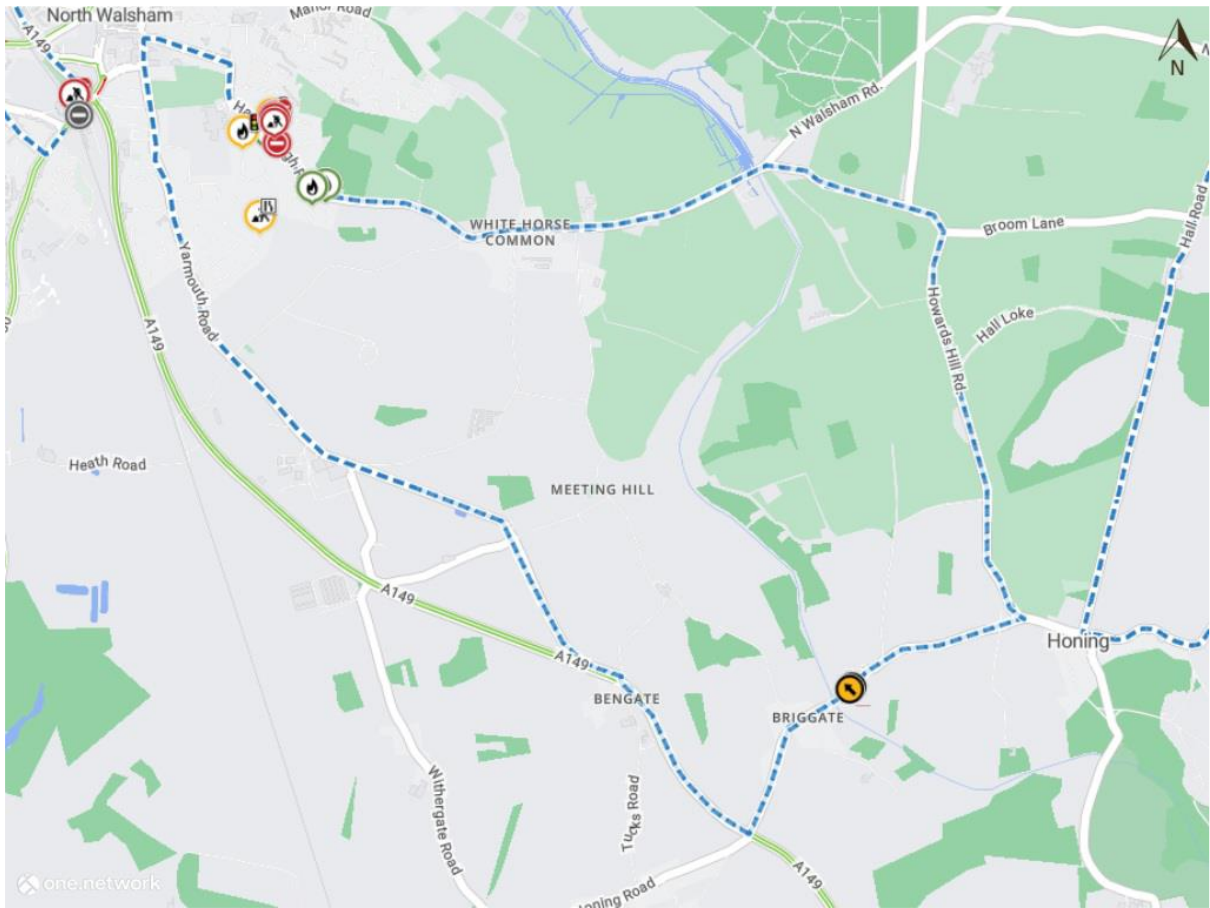 North Walsham
Manor Road
A149
N
N Walsham Rd.
WHITE HORSE
COMMON
Broom Lane
Hall Road
Yarmouth Road
A149
Howards Hill Rd.
Hall Loke
Heath Road
MEETING HILL
A149
A149
Honing
BENGATE
BRIGGATE
Withergate Road
Tucks Road
A149
Honing Road
one.network